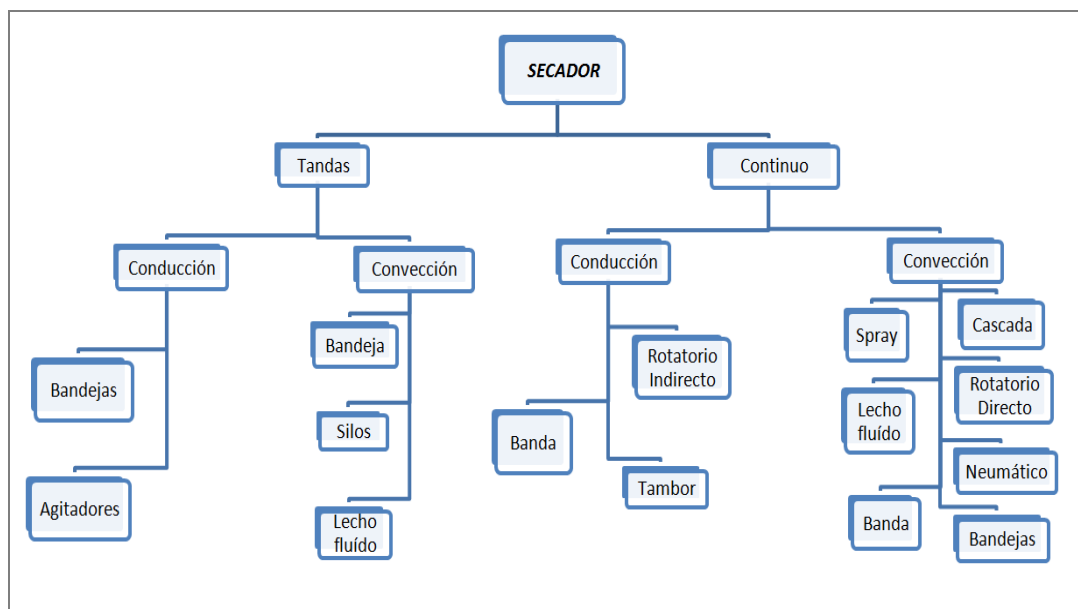 SECADOR
Tandas
Continuo
Conducción
Convección
Conducción
Convección
Bandejas
Agitadores
Bandeja
Silos
Lecho
fluído
Rotatorio
Indirecto
Banda
Tambor
Spray
Cascada
Lecho
fluído
Rotatorio
Directo
Neumático
Banda
Bandejas